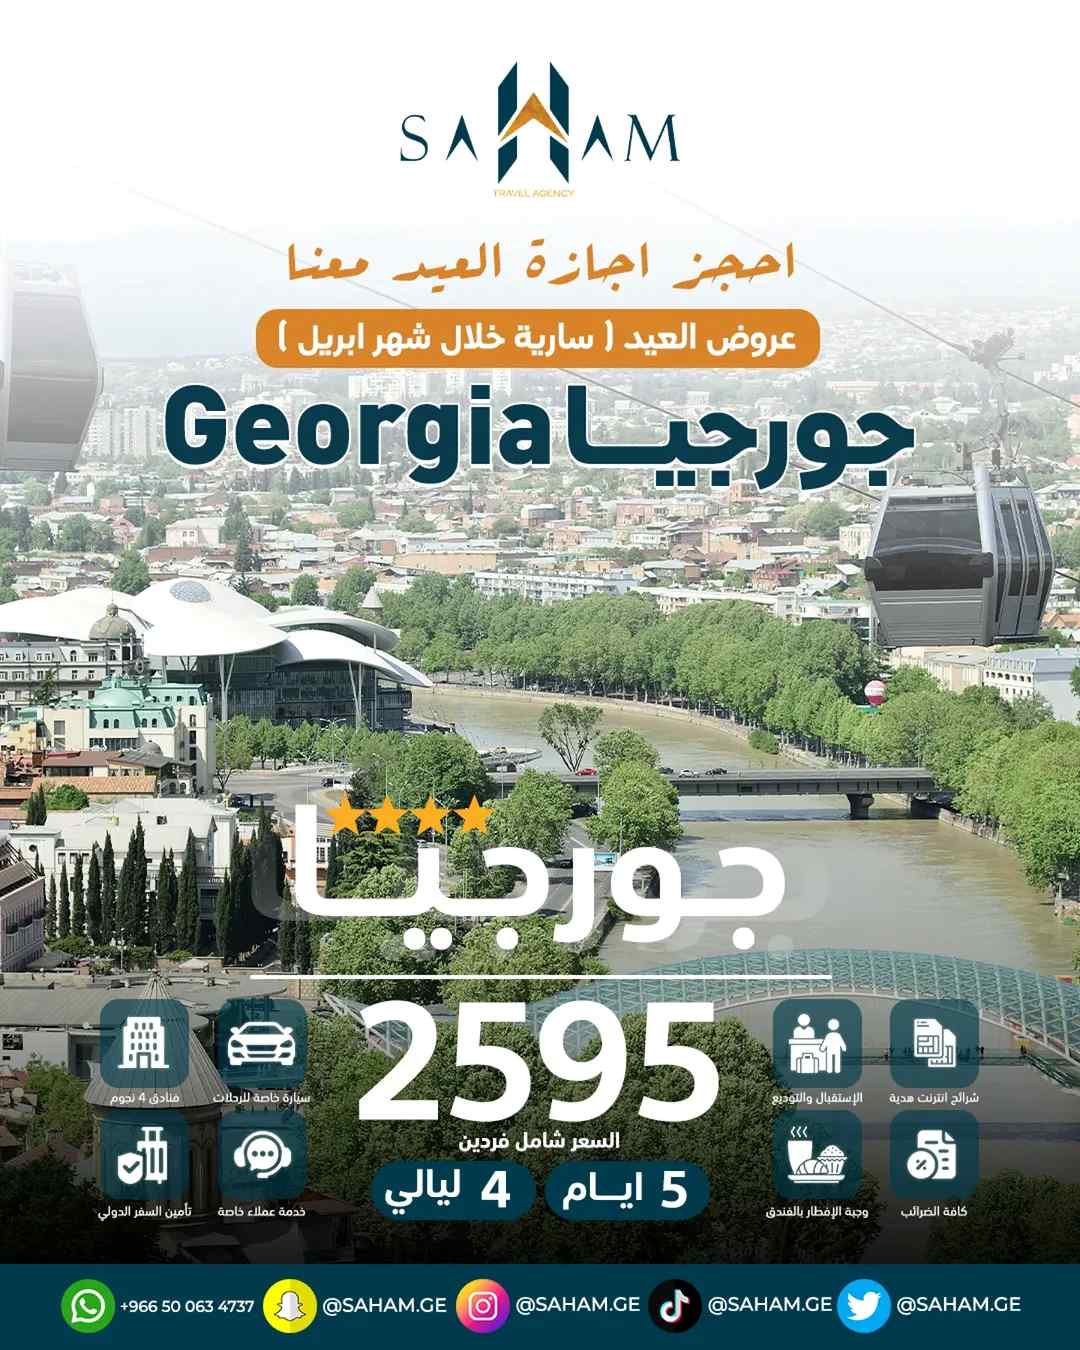 SAHAM
TRAVEL AGENCY
احجز اجازة العيد معنا
عروض العيد ( سارية خلال شهر ابريل )
جورجيا Georgia
جورجيا
2595
السعر شامل فردين
5 ايام
4 ليالي
شرائح انترنت هدية
الإستقبال والتوديع
سيارة خاصة للرحلات
فنادق 4 نجوم
كافة الضرائب
وجبة الإفطار بالفندق
خدمة عملاء خاصة
تأمين السفر الدولي
+966 50 063 4737 @SAHAM.GE @SAHAM.GE @SAHAM.GE @SAHAM.GE